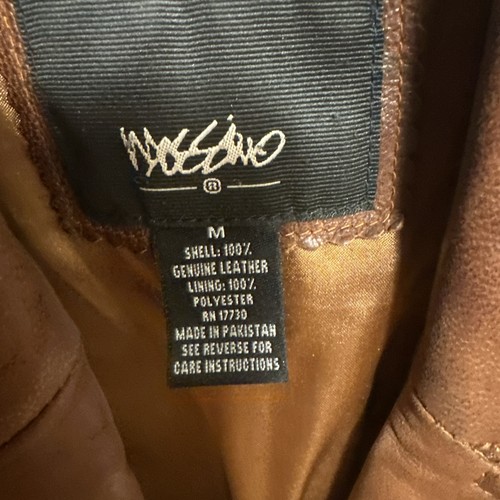 Mossimo
®
M
SHELL: 100%
GENUINE LEATHER
LINING: 100%
POLYESTER
RN 17730
MADE IN PAKISTAN
SEE REVERSE FOR
CARE INSTRUCTIONS